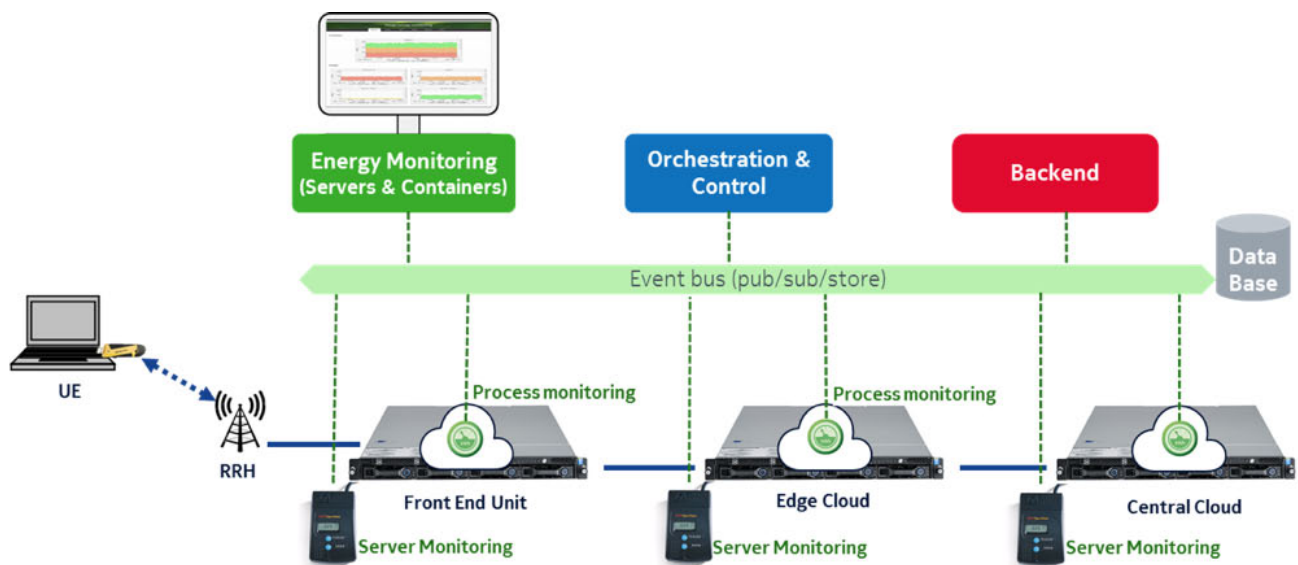 Energy Monitoring
(Servers & Containers)
Orchestration &
Control
Backend
Data
Base
Event bus (pub/sub/store)
UE
RRH
Process monitoring
Process monitoring
Front End Unit
Edge Cloud
Central Cloud
Server Monitoring
Server Monitoring
Server Monitoring